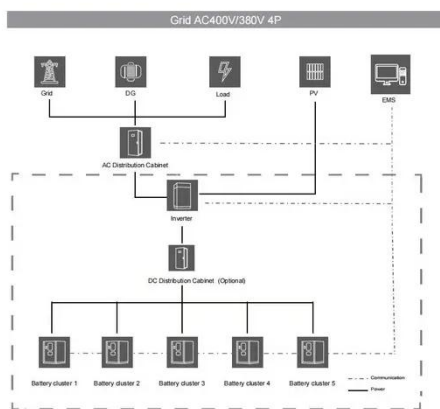 Grid AC400V/380V 4P
Grid
DG
Load
PV
EMS
AC Distribution Cabinet
Inverter
DC Distribution Cabinet (Optional)
Battery cluster 1
Battery cluster 2
Battery cluster 3
Battery cluster 4
Battery cluster 5
Communication
Power